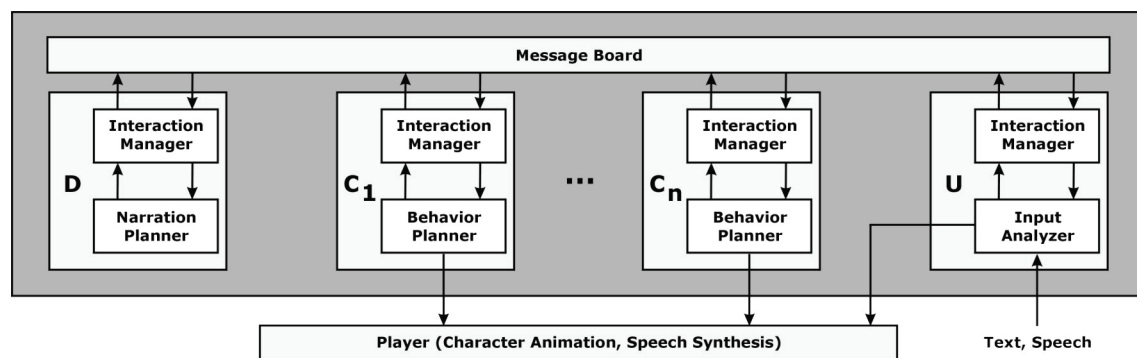 Message Board
D
Interaction
Manager
Narration
Planner
C1
Interaction
Manager
Behavior
Planner
...
Cn
Interaction
Manager
Behavior
Planner
U
Interaction
Manager
Input
Analyzer
Player (Character Animation, Speech Synthesis)
Text, Speech